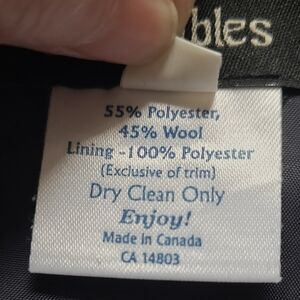 bles
55% Polyester,
45% Wool
Lining -100% Polyester
(Exclusive of trim)
Dry Clean Only
Enjoy!
Made in Canada
CA 14803